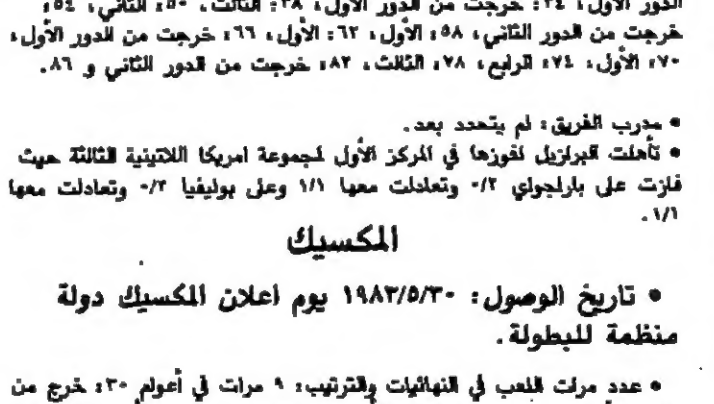 الدور الأول، ٣٤: خرجت من الدور الأول، ٣٨: الثالث، ٥٠: الثاني، ٥٤:
خرجت من الدور الثاني، ٥٨: الأول، ٦٢: الأول، ٦٦: خرجت من الدور الأول،
٧٠: الأول، ٧٤: الرابع، ٧٨: الثالث، ٨٢: خرجت من الدور الثاني و ٨٦.
• مدرب الفريق: لم يتحدد بعد.
• تأهلت البرازيل لفوزها في المركز الأول لمجموعة امريكا اللاتينية الثالثة حيث
فازت على باراجواي ٢/٠ وتعادلت معها ١/١ وعلى بوليفيا ٢/٠ وتعادلت معها
١/١.
المكسيك
• تاريخ الوصول: ١٩٨٣/٥/٣٠ يوم اعلان المكسيك دولة
منظمة للبطولة.
• عدد مرات اللعب في النهائيات والترتيب: ٩ مرات في أعوام ٣٠: خرج من